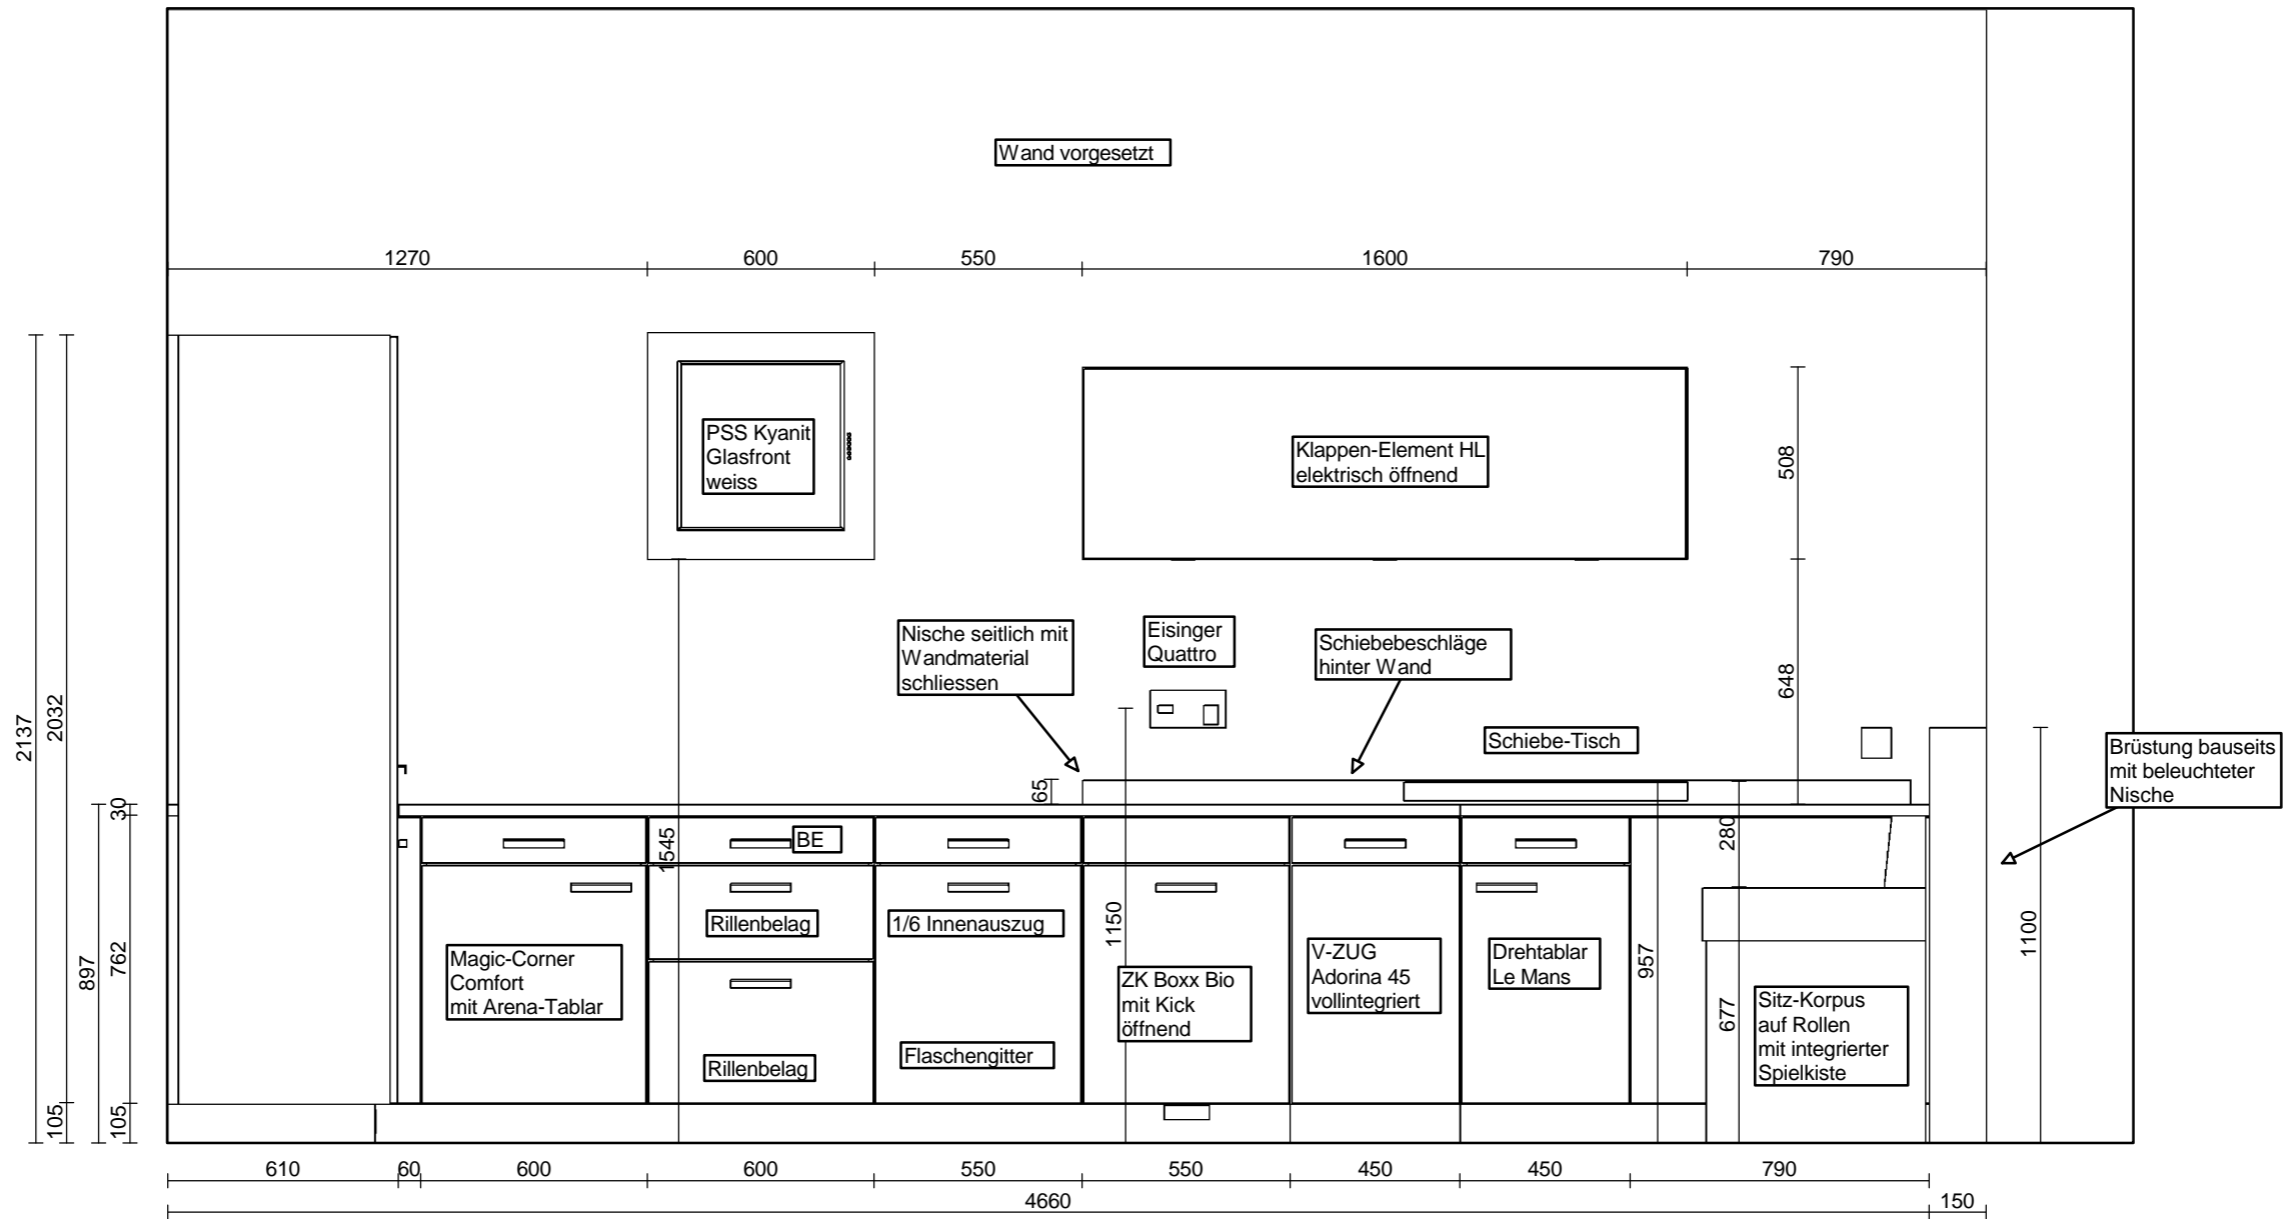 Wand vorgesetzt
1270
600
550
1600
790
PSS Kyanit
Glasfront
weiss
Klappen-Element HL
elektrisch öffnend
508
Nische seitlich mit
Wandmaterial
schliessen
Eisinger
Quattro
Schiebebeschläge
hinter Wand
648
2137
2032
Schiebe-Tisch
Brüstung bauseits
mit beleuchteter
Nische
65
30
BE
1545
280
Rillenbelag
1/6 Innenauszug
1150
1100
897
762
Magic-Corner
Comfort
mit Arena-Tablar
V-ZUG
Adorina 45
vollintegriert
Drehtablar
Le Mans
957
ZK Boxx Bio
mit Kick
öffnend
677
Sitz-Korpus
auf Rollen
mit integrierter
Spielkiste
Rillenbelag
Flaschengitter
105
105
610
60
600
600
550
550
450
450
790
4660
150